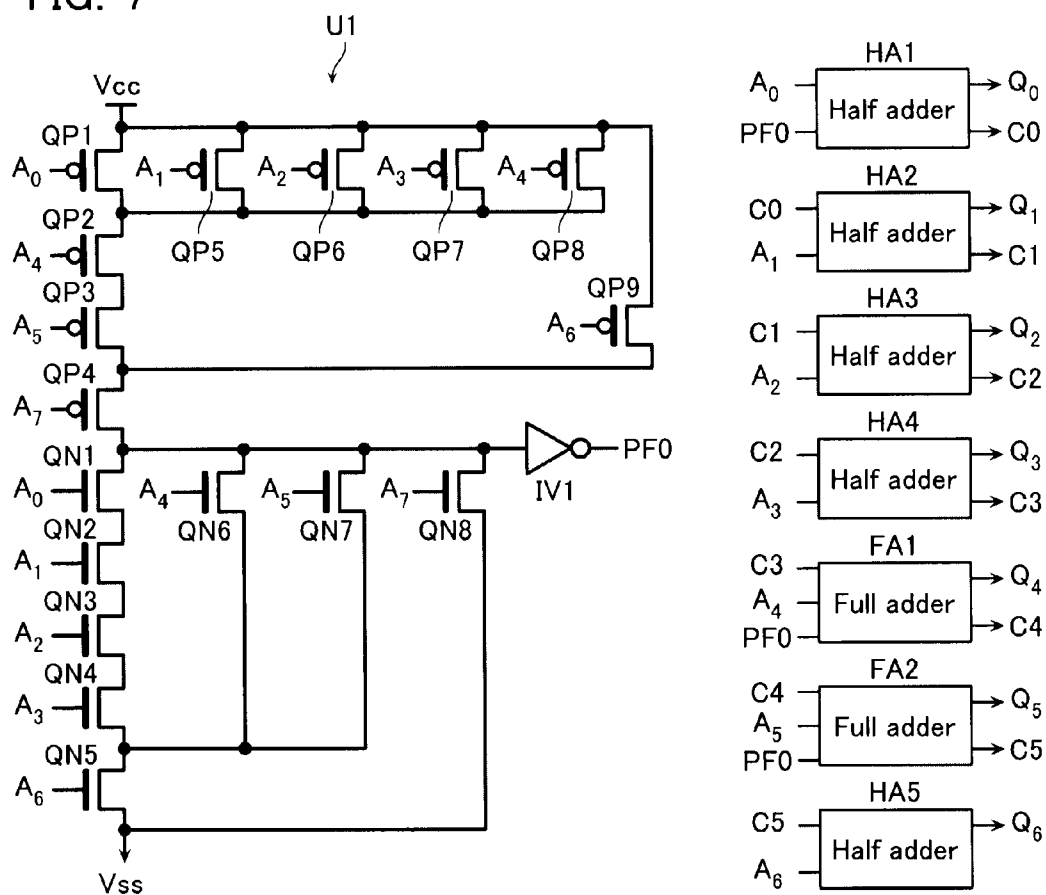 FIG. 7
U1
Vcc
QP1
A0
A1
A2
A3
A4
QP5
QP6
QP7
QP8
QP2
A4
QP3
A5
QP9
A6
QP4
A7
QN1
A0
A4
QN6
A5
QN7
A7
QN8
IV1
PF0
QN2
A1
QN3
A2
QN4
A3
QN5
A6
Vss
HA1
A0
PF0
Half adder
Q0
C0
HA2
C0
A1
Half adder
Q1
C1
HA3
C1
A2
Half adder
Q2
C2
HA4
C2
A3
Half adder
Q3
C3
FA1
C3
A4
PF0
Full adder
Q4
C4
FA2
C4
A5
PF0
Full adder
Q5
C5
HA5
C5
A6
Half adder
Q6